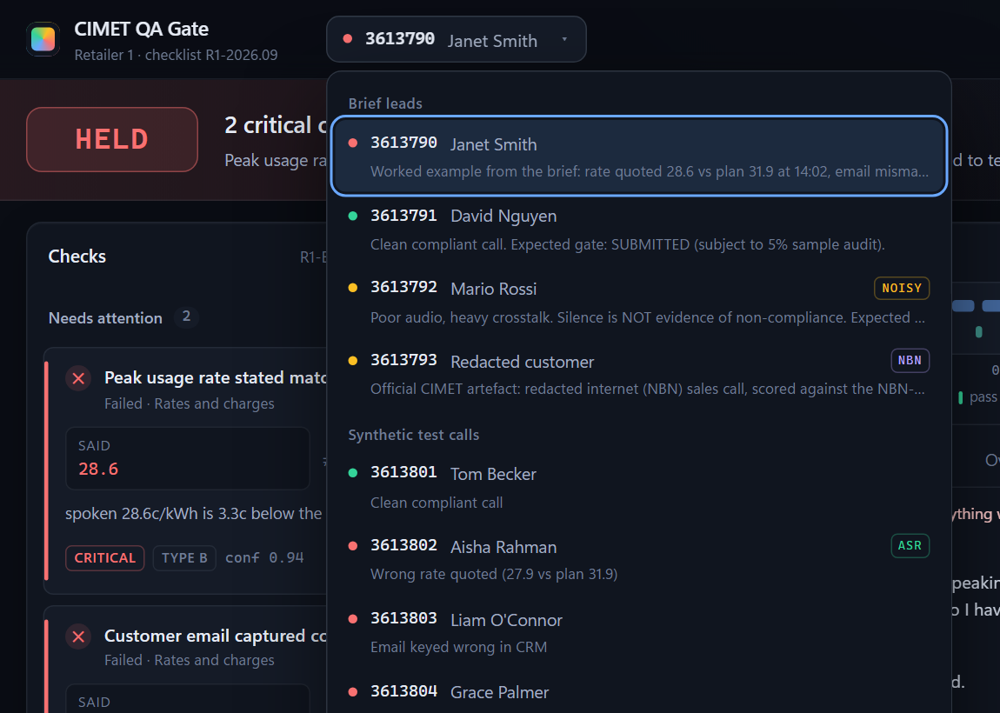 CIMET QA Gate
Retailer 1 · checklist R1-2026.09
3613790 Janet Smith
HELD
2 critical
Peak usage
d to te
Brief leads
3613790 Janet Smith
Worked example from the brief: rate quoted 28.6 vs plan 31.9 at 14:02, email misma...
3613791 David Nguyen
Clean compliant call. Expected gate: SUBMITTED (subject to 5% sample audit).
3613792 Mario Rossi NOISY
Poor audio, heavy crosstalk. Silence is NOT evidence of non-compliance. Expected ...
3613793 Redacted customer NBN
Official CIMET artefact: redacted internet (NBN) sales call, scored against the NBN-...
Synthetic test calls
3613801 Tom Becker
Clean compliant call
3613802 Aisha Rahman ASR
Wrong rate quoted (27.9 vs plan 31.9)
3613803 Liam O'Connor
Email keyed wrong in CRM
3613804 Grace Palmer
Checks R1-E
Needs attention 2
Peak usage rate stated matc
Failed · Rates and charges
SAID
28.6
spoken 28.6c/kWh is 3.3c below the
CRITICAL TYPE B conf 0.94
Customer email captured co
Failed · Rates and charges
SAID
0
pass
Ov
ything w
peakin
o I hav
d.